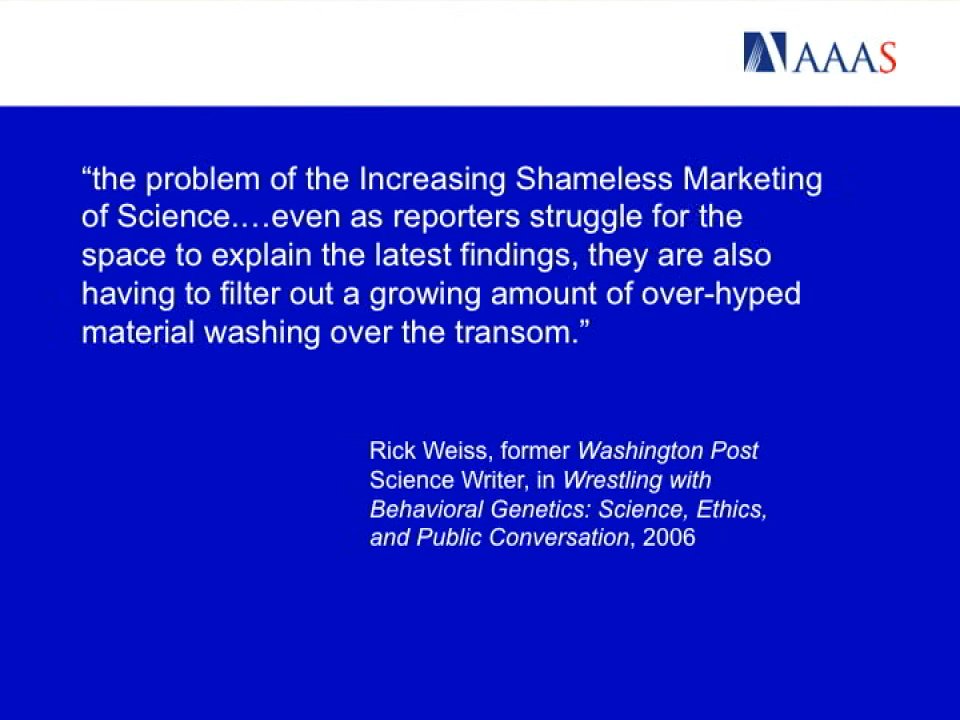 AAAS
“the problem of the Increasing Shameless Marketing
of Science.…even as reporters struggle for the
space to explain the latest findings, they are also
having to filter out a growing amount of over-hyped
material washing over the transom.”
Rick Weiss, former Washington Post
Science Writer, in Wrestling with
Behavioral Genetics: Science, Ethics,
and Public Conversation, 2006